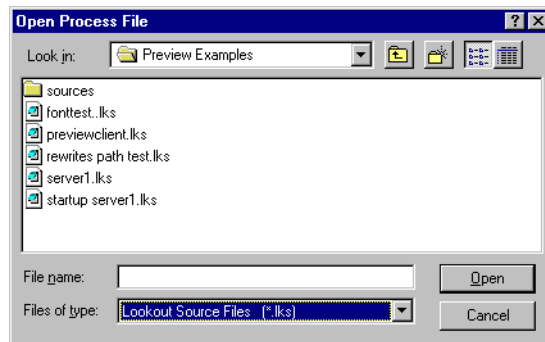 Open Process File
Look in: Preview Examples
sources
fonttest..lks
previewclient.lks
rewrites path test.lks
server1.lks
startup server1.lks
File name: Open
Files of type: Lookout Source Files (*.lks) Cancel